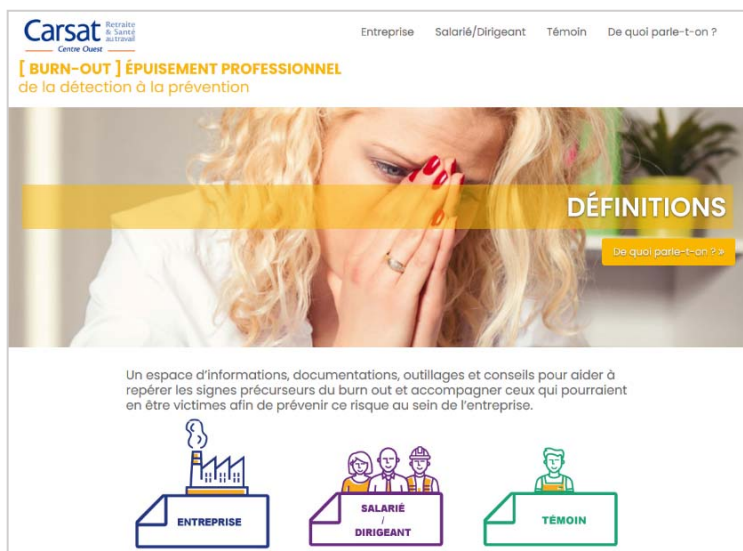 Carsat Retraite & Santé au travail
Centre Ouest
Entreprise Salarié/Dirigeant Témoin De quoi parle-t-on ?
[ BURN-OUT ] ÉPUISEMENT PROFESSIONNEL
de la détection à la prévention
DÉFINITIONS
De quoi parle-t-on ? »
Un espace d'informations, documentations, outillages et conseils pour aider à
repérer les signes précurseurs du burn out et accompagner ceux qui pourraient
en être victimes afin de prévenir ce risque au sein de l'entreprise.
ENTREPRISE
SALARIÉ
/
DIRIGEANT
TÉMOIN